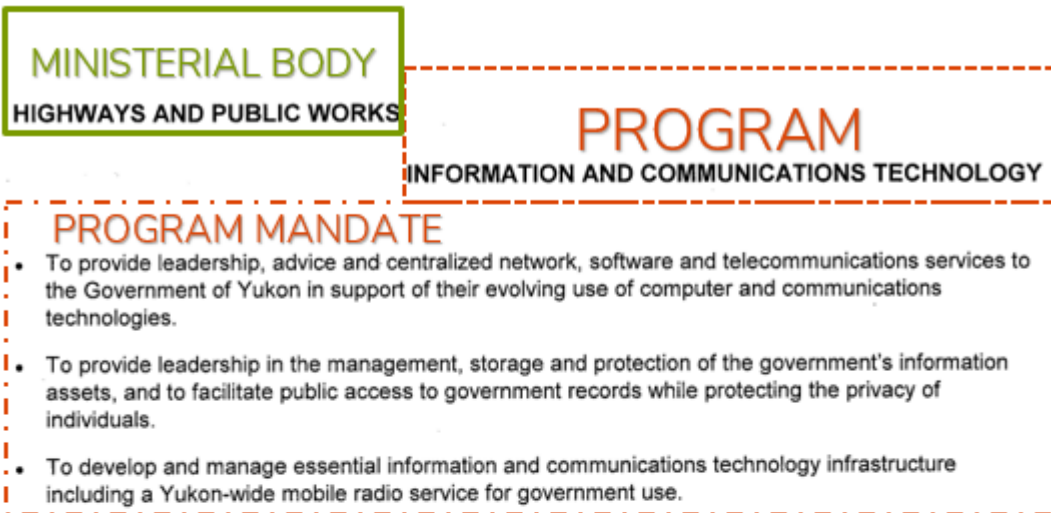 MINISTERIAL BODY
HIGHWAYS AND PUBLIC WORKS
PROGRAM
INFORMATION AND COMMUNICATIONS TECHNOLOGY
PROGRAM MANDATE
• To provide leadership, advice and centralized network, software and telecommunications services to
the Government of Yukon in support of their evolving use of computer and communications
technologies.
• To provide leadership in the management, storage and protection of the government's information
assets, and to facilitate public access to government records while protecting the privacy of
individuals.
• To develop and manage essential information and communications technology infrastructure
including a Yukon-wide mobile radio service for government use.